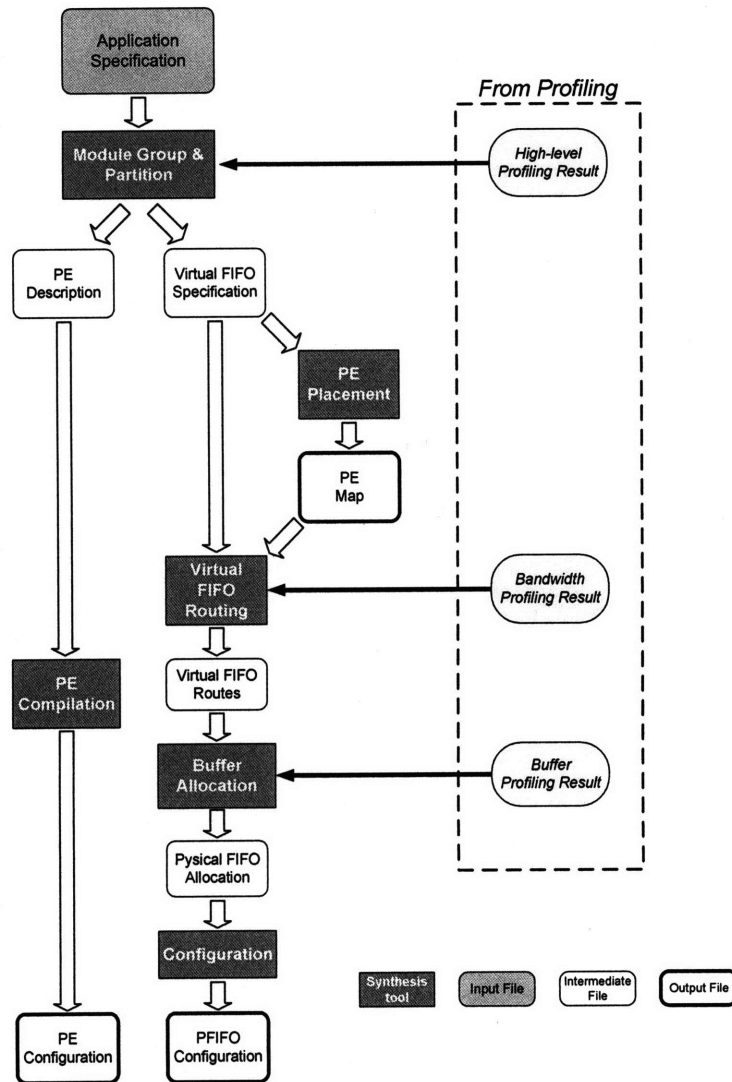 Application
Specification
From Profiling
Module Group &
Partition
High-level
Profiling Result
PE
Description
Virtual FIFO
Specification
PE
Placement
PE
Map
Virtual
FIFO
Routing
Bandwidth
Profiling Result
PE
Compilation
Virtual FIFO
Routes
Buffer
Allocation
Buffer
Profiling Result
Pysical FIFO
Allocation
Configuration
Synthesis
tool
Input File
Intermediate
File
Output File
PE
Configuration
PFIFO
Configuration